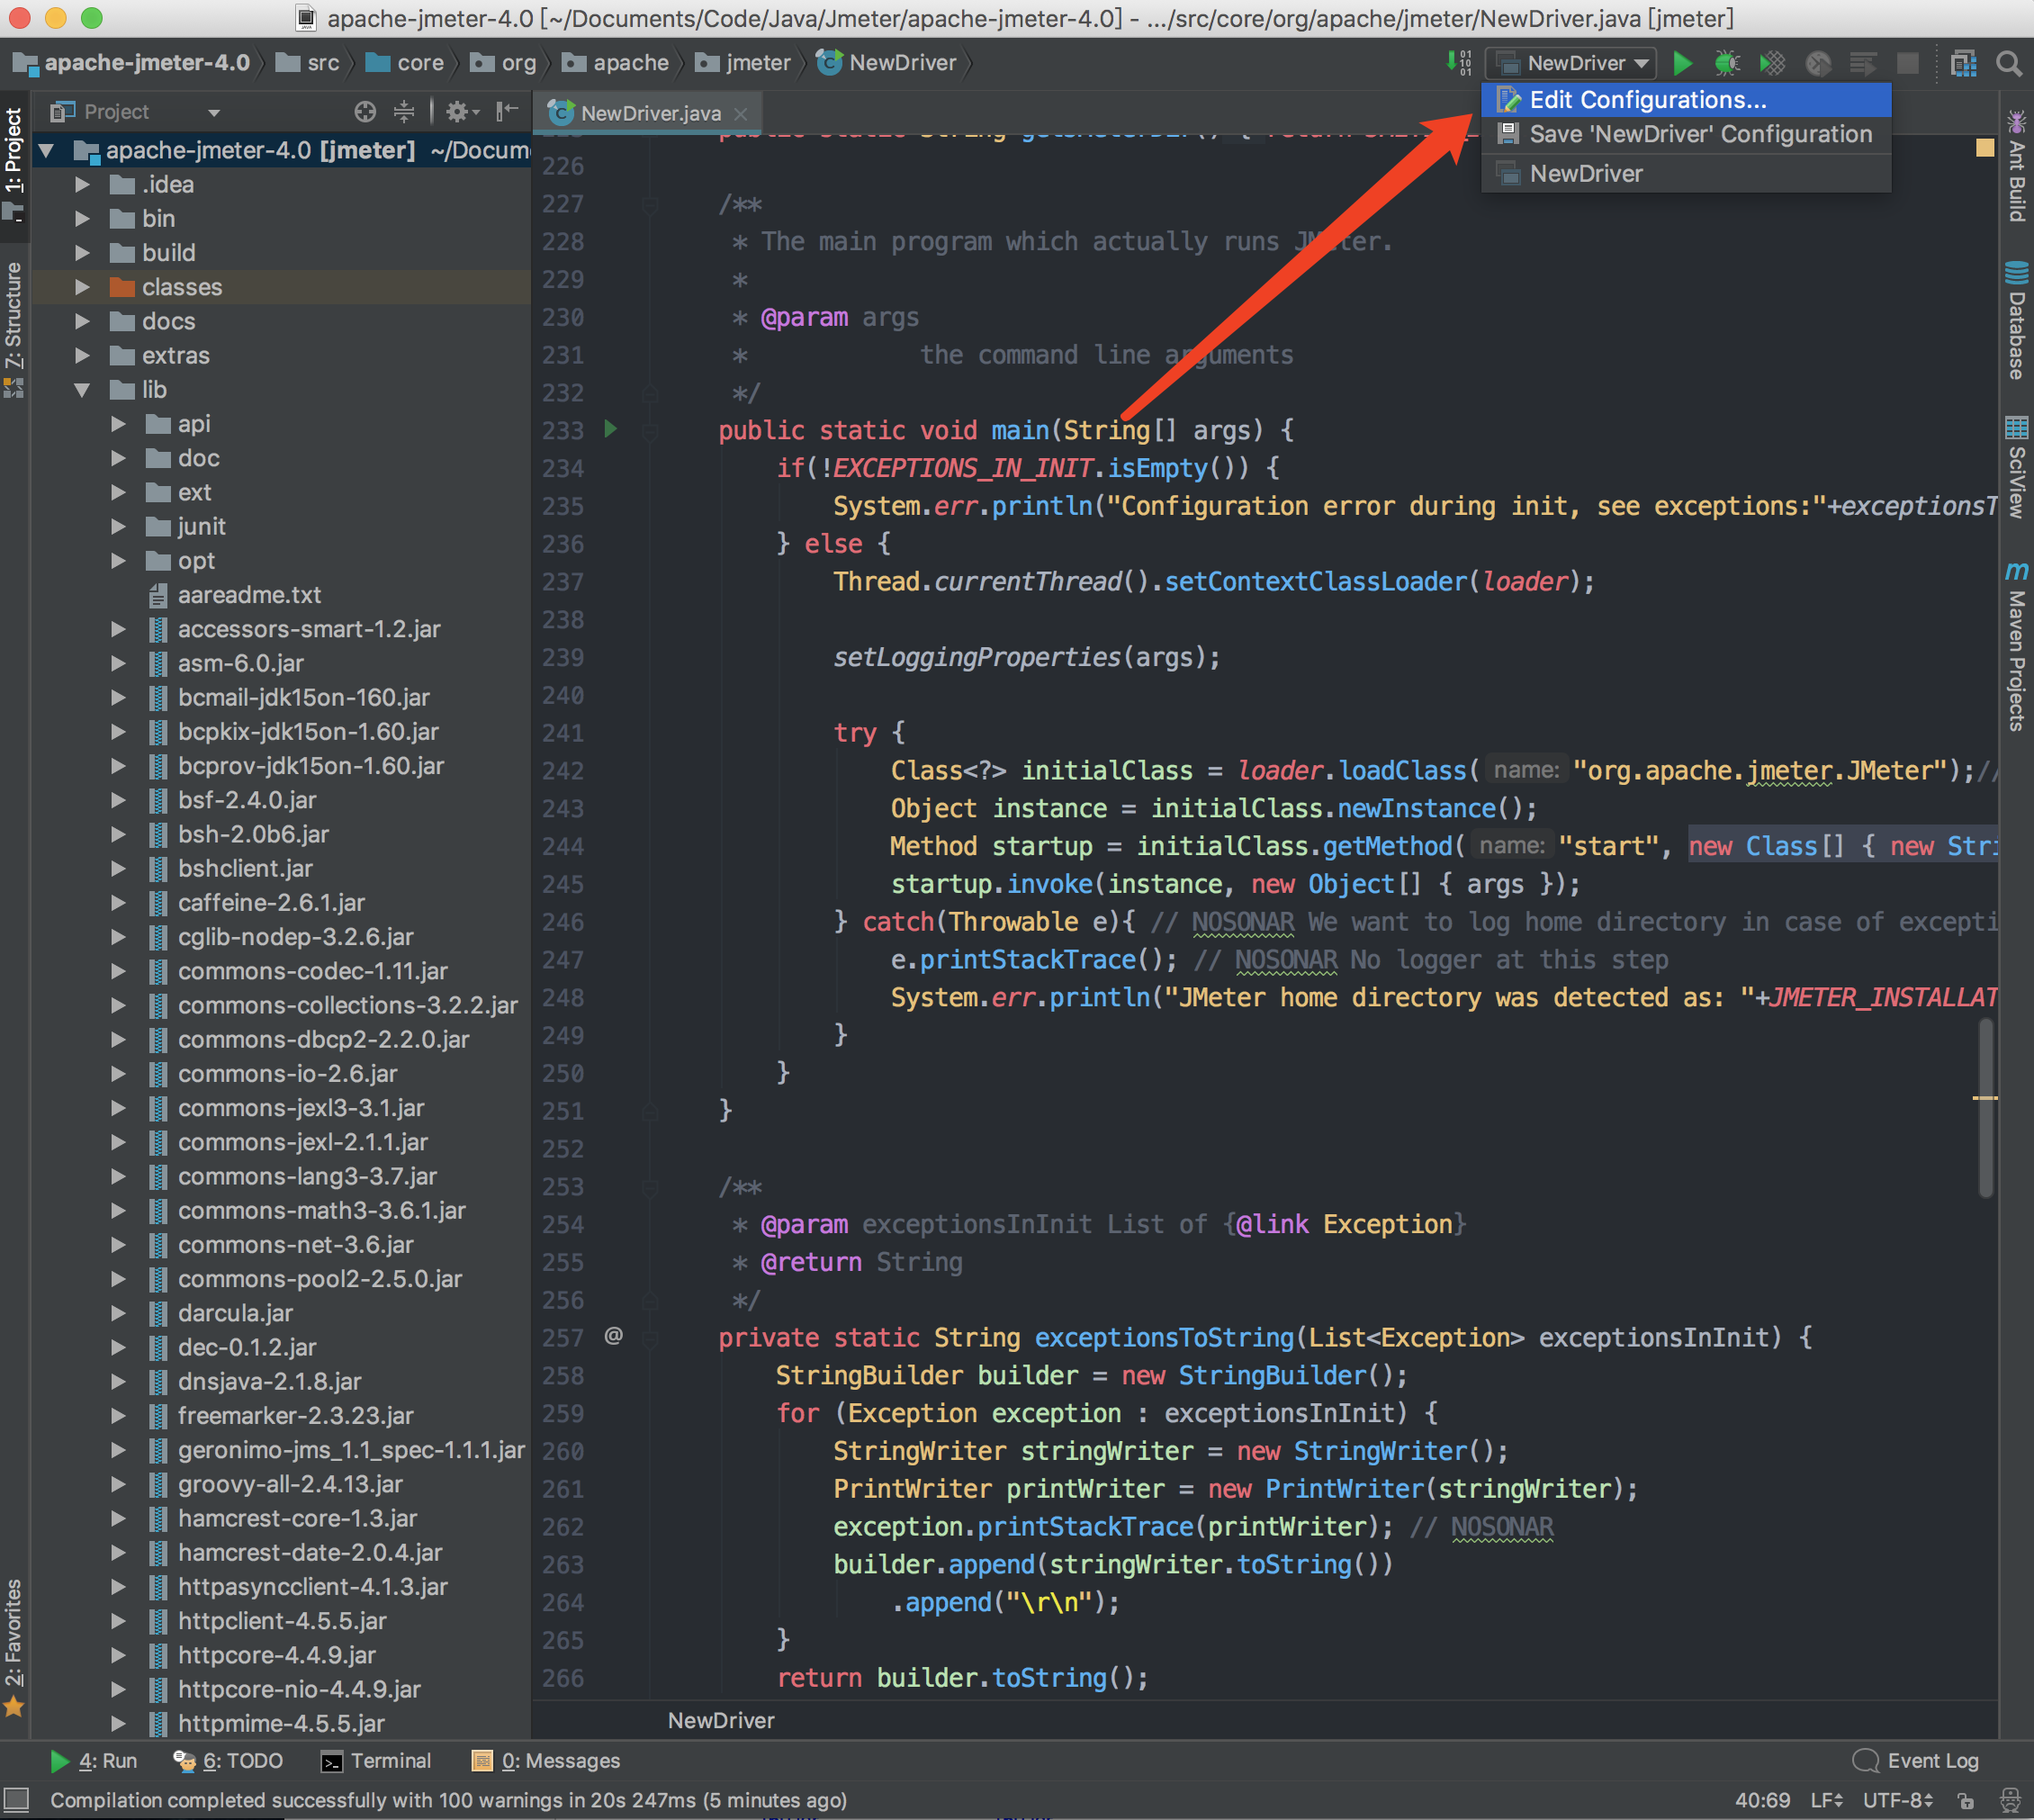 apache-jmeter-4.0 [~/Documents/Code/Java/Jmeter/apache-jmeter-4.0] - .../src/core/org/apache/jmeter/NewDriver.java [jmeter]
apache-jmeter-4.0 src core org apache jmeter NewDriver NewDriver
Edit Configurations...
Save 'NewDriver' Configuration
NewDriver
Project
1: Project
7: Structure
2: Favorites
apache-jmeter-4.0 [jmeter] ~/Docum
.idea
bin
build
classes
docs
extras
lib
api
doc
ext
junit
opt
aareadme.txt
accessors-smart-1.2.jar
asm-6.0.jar
bcmail-jdk15on-160.jar
bcpkix-jdk15on-1.60.jar
bcprov-jdk15on-1.60.jar
bsf-2.4.0.jar
bsh-2.0b6.jar
bshclient.jar
caffeine-2.6.1.jar
cglib-nodep-3.2.6.jar
commons-codec-1.11.jar
commons-collections-3.2.2.jar
commons-dbcp2-2.2.0.jar
commons-io-2.6.jar
commons-jexl3-3.1.jar
commons-jexl-2.1.1.jar
commons-lang3-3.7.jar
commons-math3-3.6.1.jar
commons-net-3.6.jar
commons-pool2-2.5.0.jar
darcula.jar
dec-0.1.2.jar
dnsjava-2.1.8.jar
freemarker-2.3.23.jar
geronimo-jms_1.1_spec-1.1.1.jar
groovy-all-2.4.13.jar
hamcrest-core-1.3.jar
hamcrest-date-2.0.4.jar
httpasyncclient-4.1.3.jar
httpclient-4.5.5.jar
httpcore-4.4.9.jar
httpcore-nio-4.4.9.jar
httpmime-4.5.5.jar
NewDriver.java
226
227 /**
228 * The main program which actually runs JMeter.
229 *
230 * @param args
231 * the command line arguments
232 */
233 public static void main(String[] args) {
234 if(!EXCEPTIONS_IN_INIT.isEmpty()) {
235 System.err.println("Configuration error during init, see exceptions:"+exceptionsT
236 } else {
237 Thread.currentThread().setContextClassLoader(loader);
238
239 setLoggingProperties(args);
240
241 try {
242 Class<?> initialClass = loader.loadClass( name: "org.apache.jmeter.JMeter");//
243 Object instance = initialClass.newInstance();
244 Method startup = initialClass.getMethod( name: "start", new Class[] { new Stri
245 startup.invoke(instance, new Object[] { args });
246 } catch(Throwable e){ // NOSONAR We want to log home directory in case of excepti
247 e.printStackTrace(); // NOSONAR No logger at this step
248 System.err.println("JMeter home directory was detected as: "+JMETER_INSTALLAT
249 }
250 }
251 }
252
253 /**
254 * @param exceptionsInInit List of {@link Exception}
255 * @return String
256 */
257 @ private static String exceptionsToString(List<Exception> exceptionsInInit) {
258 StringBuilder builder = new StringBuilder();
259 for (Exception exception : exceptionsInInit) {
260 StringWriter stringWriter = new StringWriter();
261 PrintWriter printWriter = new PrintWriter(stringWriter);
262 exception.printStackTrace(printWriter); // NOSONAR
263 builder.append(stringWriter.toString())
264 .append("\r\n");
265 }
266 return builder.toString();
NewDriver
Ant Build
Database
SciView
Maven Projects
4: Run 6: TODO Terminal 0: Messages Event Log
Compilation completed successfully with 100 warnings in 20s 247ms (5 minutes ago) 40:69 LF UTF-8